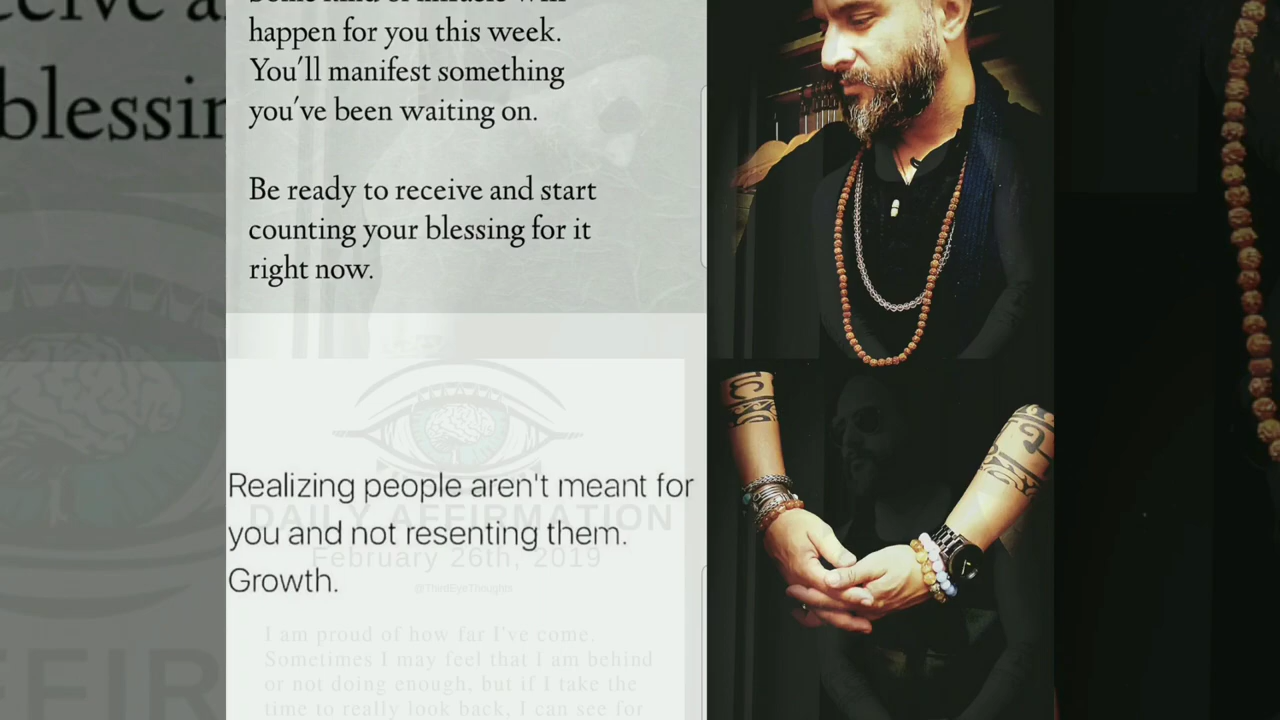 happen for you this week.
You'll manifest something
you've been waiting on.
Be ready to receive and start
counting your blessing for it
right now.
Realizing people aren't meant for
you and not resenting them.
Growth.
DAILY AFFIRMATION
February 26th, 2019
@ThirdEyeThoughts
I am proud of how far I've come.
Sometimes I may feel that I am behind
or not doing enough, but if I take the
time to really look back, I can see for